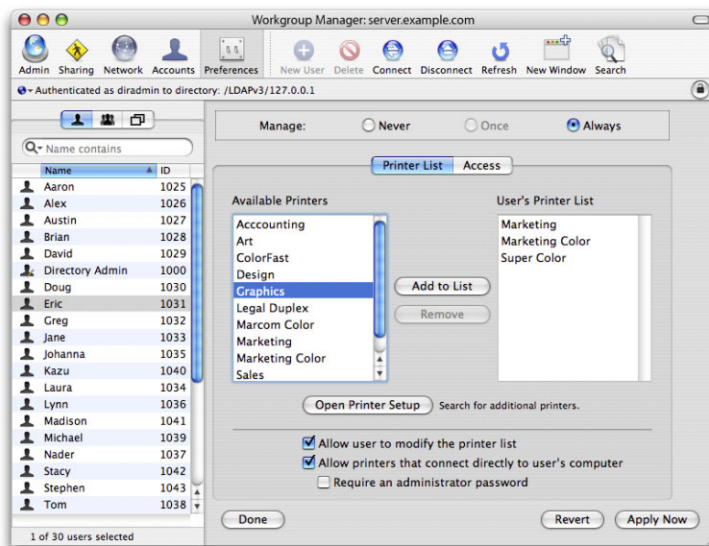 Workgroup Manager: server.example.com
Admin Sharing Network Accounts Preferences New User Delete Connect Disconnect Refresh New Window Search
Authenticated as diradmin to directory: /LDAPv3/127.0.0.1
Manage: Never Once Always
Name contains
Printer List Access
Name ID
Aaron 1025
Alex 1026
Austin 1027
Brian 1028
David 1029
Directory Admin 1000
Doug 1030
Eric 1031
Greg 1032
Jane 1033
Johanna 1035
Kazu 1040
Laura 1034
Lynn 1036
Madison 1041
Michael 1039
Nader 1037
Stacy 1042
Stephen 1043
Tom 1038
1 of 30 users selected
Available Printers
Acccounting
Art
ColorFast
Design
Graphics
Legal Duplex
Marcom Color
Marketing
Marketing Color
Sales
Add to List
Remove
User's Printer List
Marketing
Marketing Color
Super Color
Open Printer Setup Search for additional printers.
Allow user to modify the printer list
Allow printers that connect directly to user's computer
Require an administrator password
Done Revert Apply Now